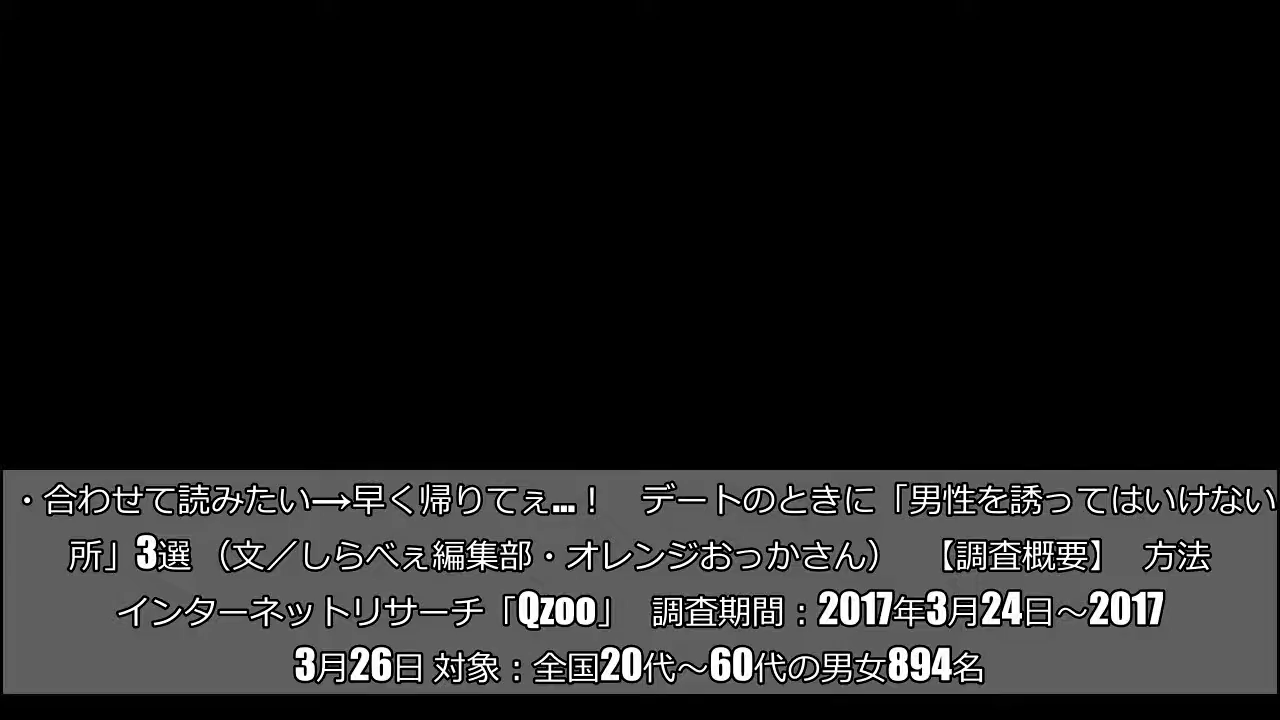 ・合わせて読みたい→早く帰りてぇ...！　デートのときに「男性を誘ってはいけない
所」3選 （文／しらべぇ編集部・オレンジおっかさん）　【調査概要】　方法
インターネットリサーチ「Qzoo」　調査期間：2017年3月24日～2017
3月26日 対象：全国20代～60代の男女894名